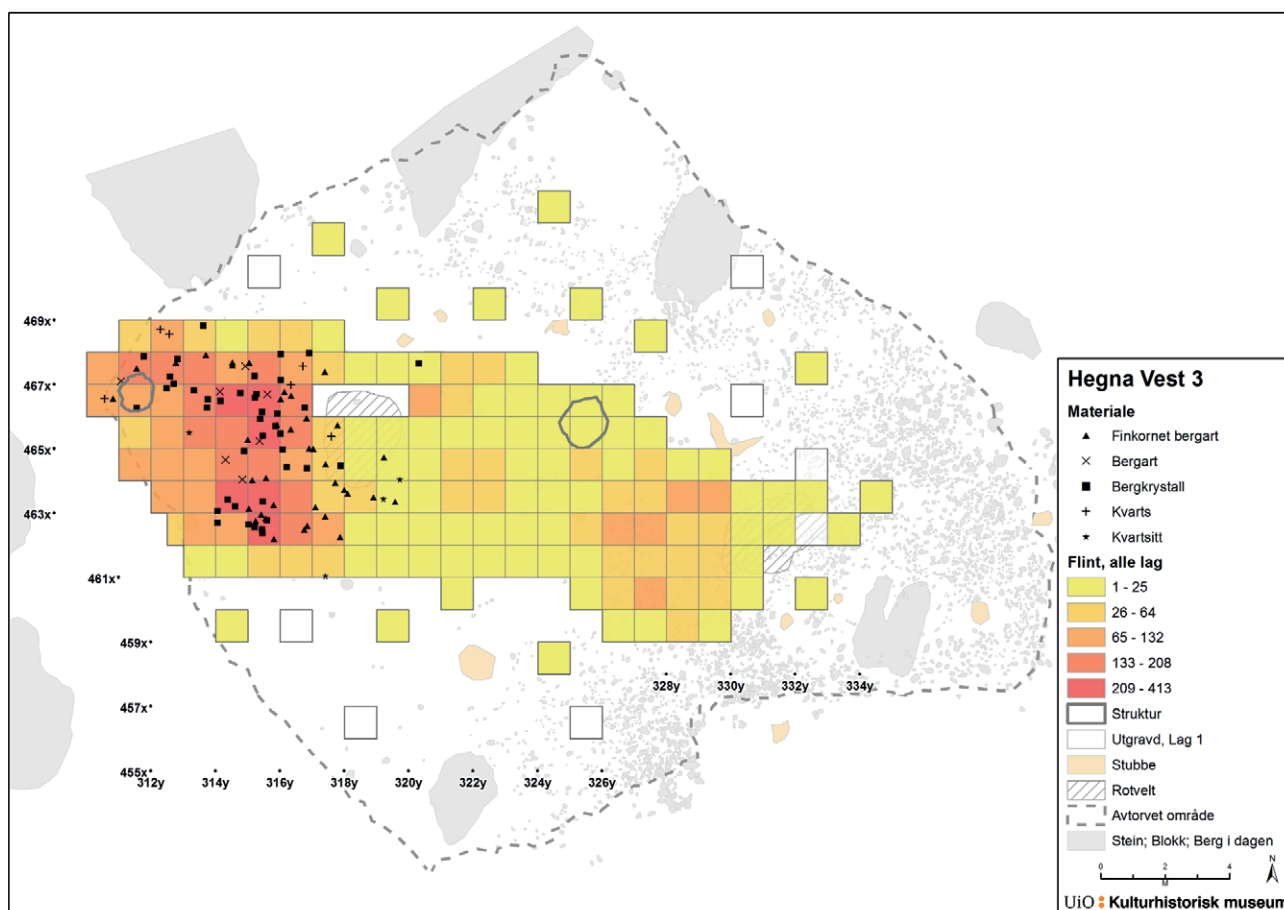 469x
467x
465x
463x
461x
459x
457x
455x
328y 330y 332y 334y
312y 314y 316y 318y 320y 322y 324y 326y
Hegna Vest 3
Materiale
Finkornet bergart
Bergart
Bergkrystall
Kvarts
Kvartsitt
Flint, alle lag
1 - 25
26 - 64
65 - 132
133 - 208
209 - 413
Struktur
Utgravd, Lag 1
Stubbe
Rotvelt
Avtorvet område
Stein; Blokk; Berg i dagen
0 2 4
M
N
UiO Kulturhistorisk museum